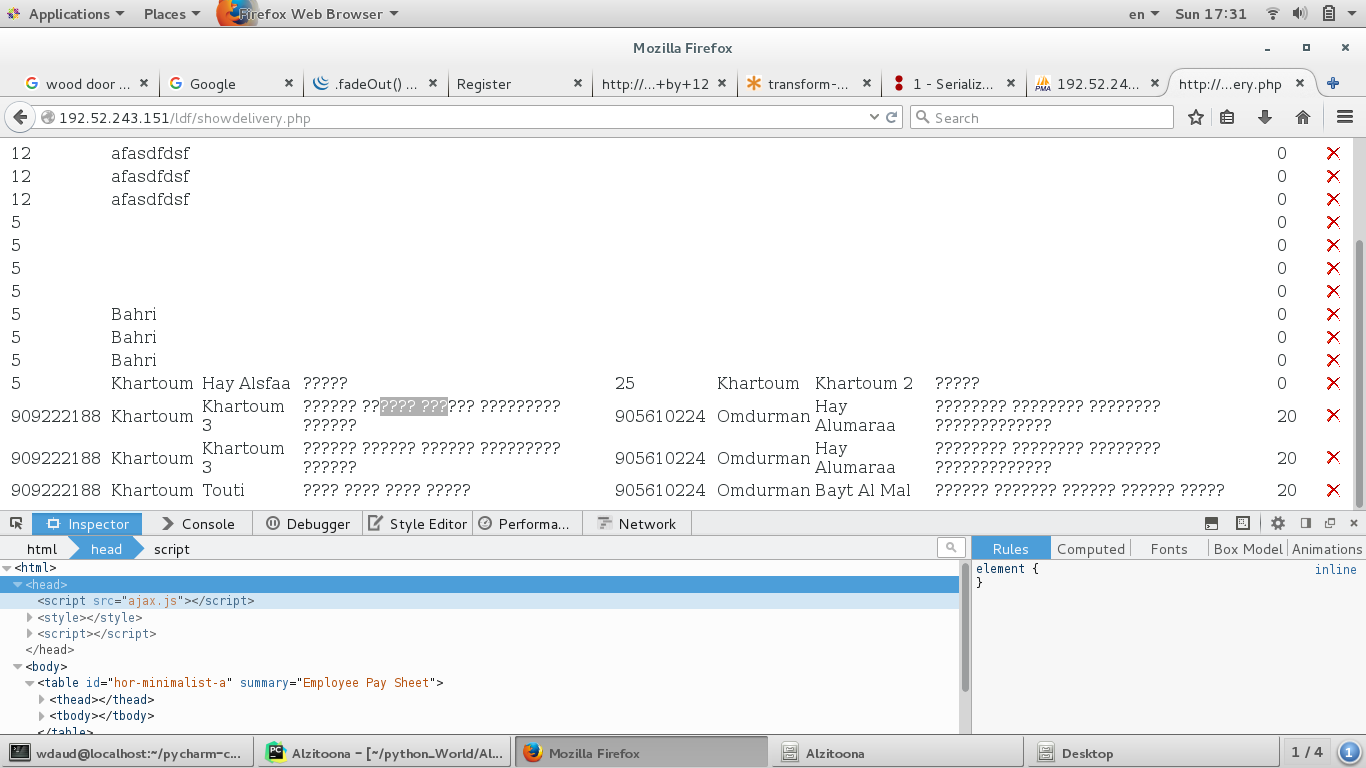 Applications Places Firefox Web Browser en Sun 17:31
Mozilla Firefox
wood door ... Google .fadeOut() ... Register http://...+by+12 transform-... 1 - Serializ... 192.52.24... http://...ery.php
192.52.243.151/ldf/showdelivery.php Search
12 afasdfdsf 0
12 afasdfdsf 0
12 afasdfdsf 0
5 0
5 0
5 0
5 0
5 Bahri 0
5 Bahri 0
5 Bahri 0
5 Khartoum Hay Alsfaa ????? 25 Khartoum Khartoum 2 ????? 0
909222188 Khartoum Khartoum 3 ?????? ?????? ?????? ????????? ?????? 905610224 Omdurman Hay Alumaraa ???????? ???????? ???????? ????????????? 20
909222188 Khartoum Khartoum 3 ?????? ?????? ?????? ????????? ?????? 905610224 Omdurman Hay Alumaraa ???????? ???????? ???????? ????????????? 20
909222188 Khartoum Touti ???? ???? ???? ????? 905610224 Omdurman Bayt Al Mal ?????? ??????? ?????? ?????? ????? 20
Inspector Console Debugger Style Editor Performa... Network
html head script Rules Computed Fonts Box Model Animations
<html>
<head>
<script src="ajax.js"></script>
<style></style>
<script></script>
</head>
<body>
<table id="hor-minimalist-a" summary="Employee Pay Sheet">
<thead></thead>
<tbody></tbody>
</table>
element { inline
}
wdaud@localhost:~/pycharm-c... Alzitoona - [~/python_World/Al... Mozilla Firefox Alzitoona Desktop 1 / 4 1